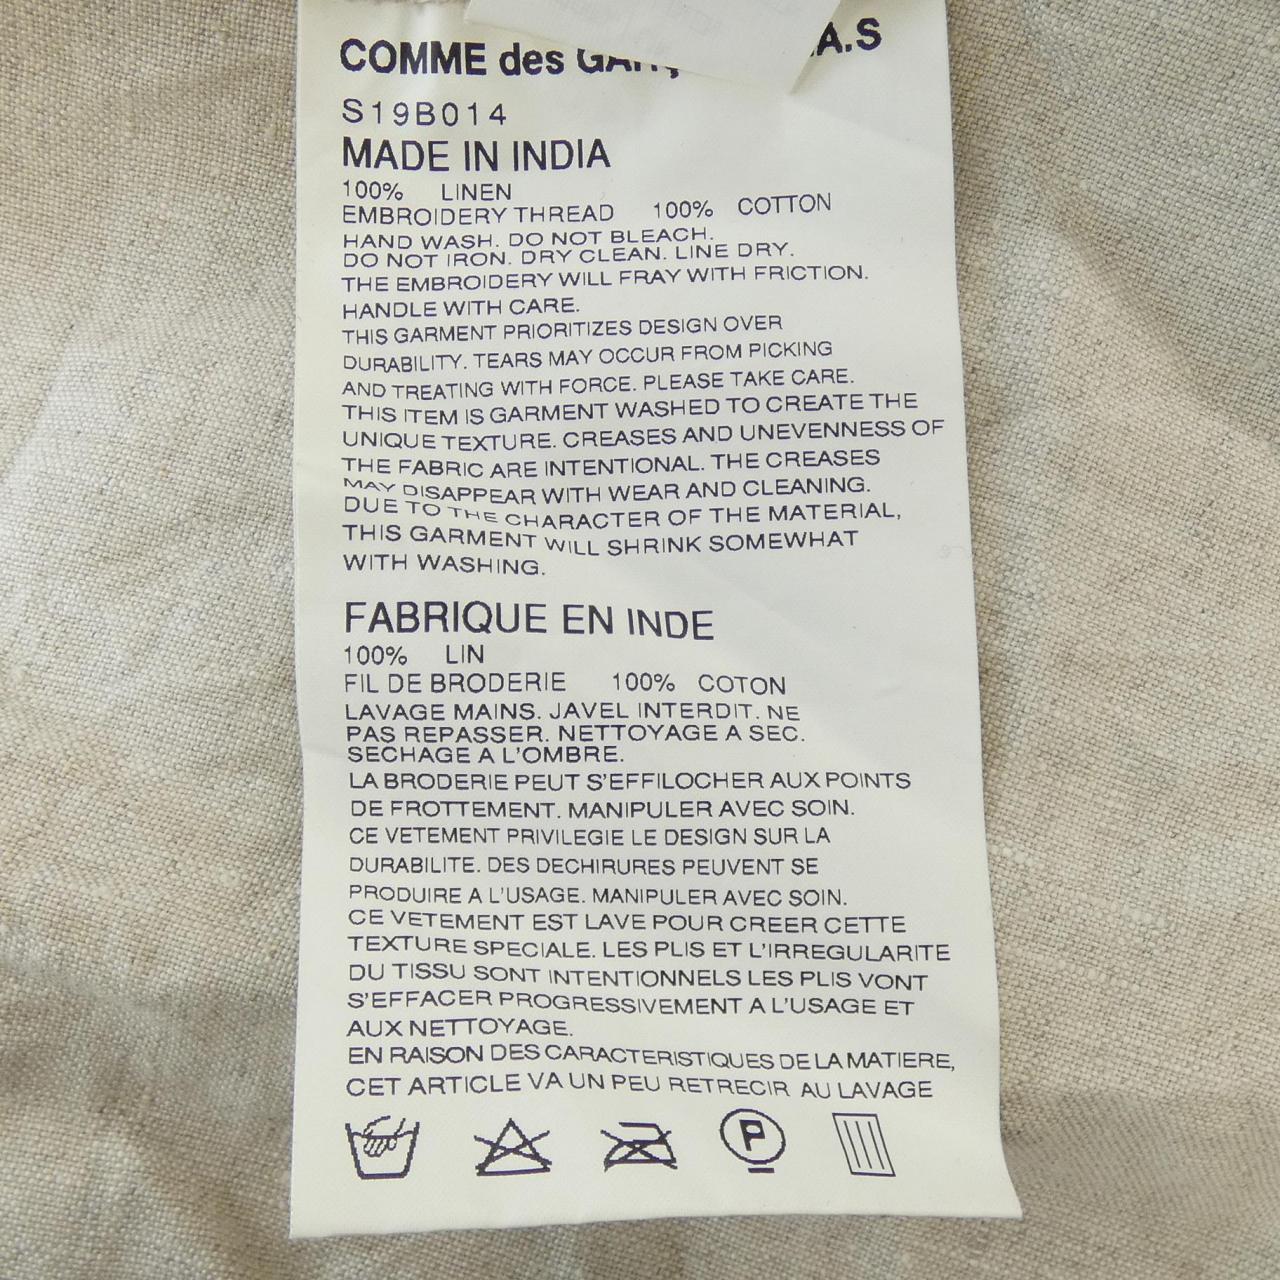 COMME des
A.S
S19B014
MADE IN INDIA
100% LINEN
EMBROIDERY THREAD 100% COTTON
HAND WASH. DO NOT BLEACH.
DO NOT IRON. DRY CLEAN. LINE DRY.
THE EMBROIDERY WILL FRAY WITH FRICTION.
HANDLE WITH CARE.
THIS GARMENT PRIORITIZES DESIGN OVER
DURABILITY. TEARS MAY OCCUR FROM PICKING
AND TREATING WITH FORCE. PLEASE TAKE CARE.
THIS ITEM IS GARMENT WASHED TO CREATE THE
UNIQUE TEXTURE. CREASES AND UNEVENNESS OF
THE FABRIC ARE INTENTIONAL. THE CREASES
MAY DISAPPEAR WITH WEAR AND CLEANING.
DUE TO THE CHARACTER OF THE MATERIAL,
THIS GARMENT WILL SHRINK SOMEWHAT
WITH WASHING.
FABRIQUE EN INDE
100% LIN
FIL DE BRODERIE 100% COTON
LAVAGE MAINS. JAVEL INTERDIT. NE
PAS REPASSER. NETTOYAGE A SEC.
SECHAGE A L'OMBRE.
LA BRODERIE PEUT S'EFFILOCHER AUX POINTS
DE FROTTEMENT. MANIPULER AVEC SOIN.
CE VETEMENT PRIVILEGIE LE DESIGN SUR LA
DURABILITE. DES DECHIRURES PEUVENT SE
PRODUIRE A L'USAGE. MANIPULER AVEC SOIN.
CE VETEMENT EST LAVE POUR CREER CETTE
TEXTURE SPECIALE. LES PLIS ET L'IRREGULARITE
DU TISSU SONT INTENTIONNELS LES PLIS VONT
S'EFFACER PROGRESSIVEMENT A L'USAGE ET
AUX NETTOYAGE.
EN RAISON DES CARACTERISTIQUES DE LA MATIERE,
CET ARTICLE VA UN PEU RETRECIR AU LAVAGE
P